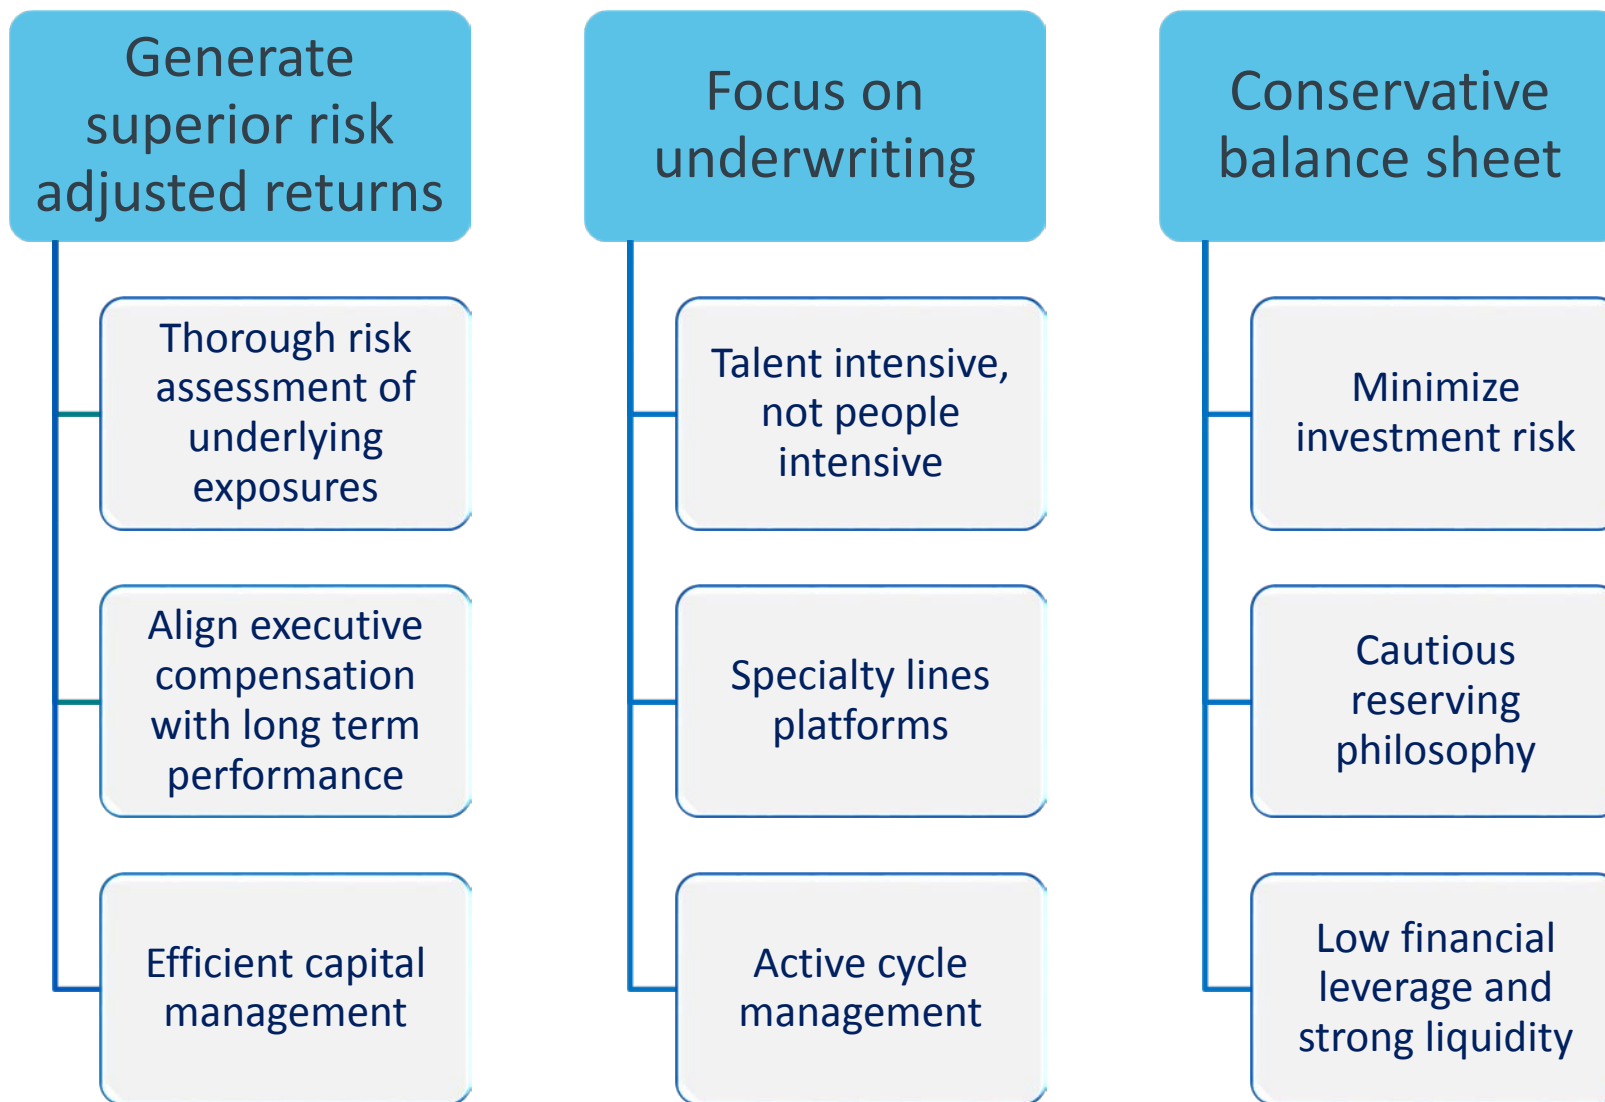 Generate
superior risk
adjusted returns
Thorough risk
assessment of
underlying
exposures
Align executive
compensation
with long term
performance
Efficient capital
management
Focus on
underwriting
Talent intensive,
not people
intensive
Specialty lines
platforms
Active cycle
management
Conservative
balance sheet
Minimize
investment risk
Cautious
reserving
philosophy
Low financial
leverage and
strong liquidity